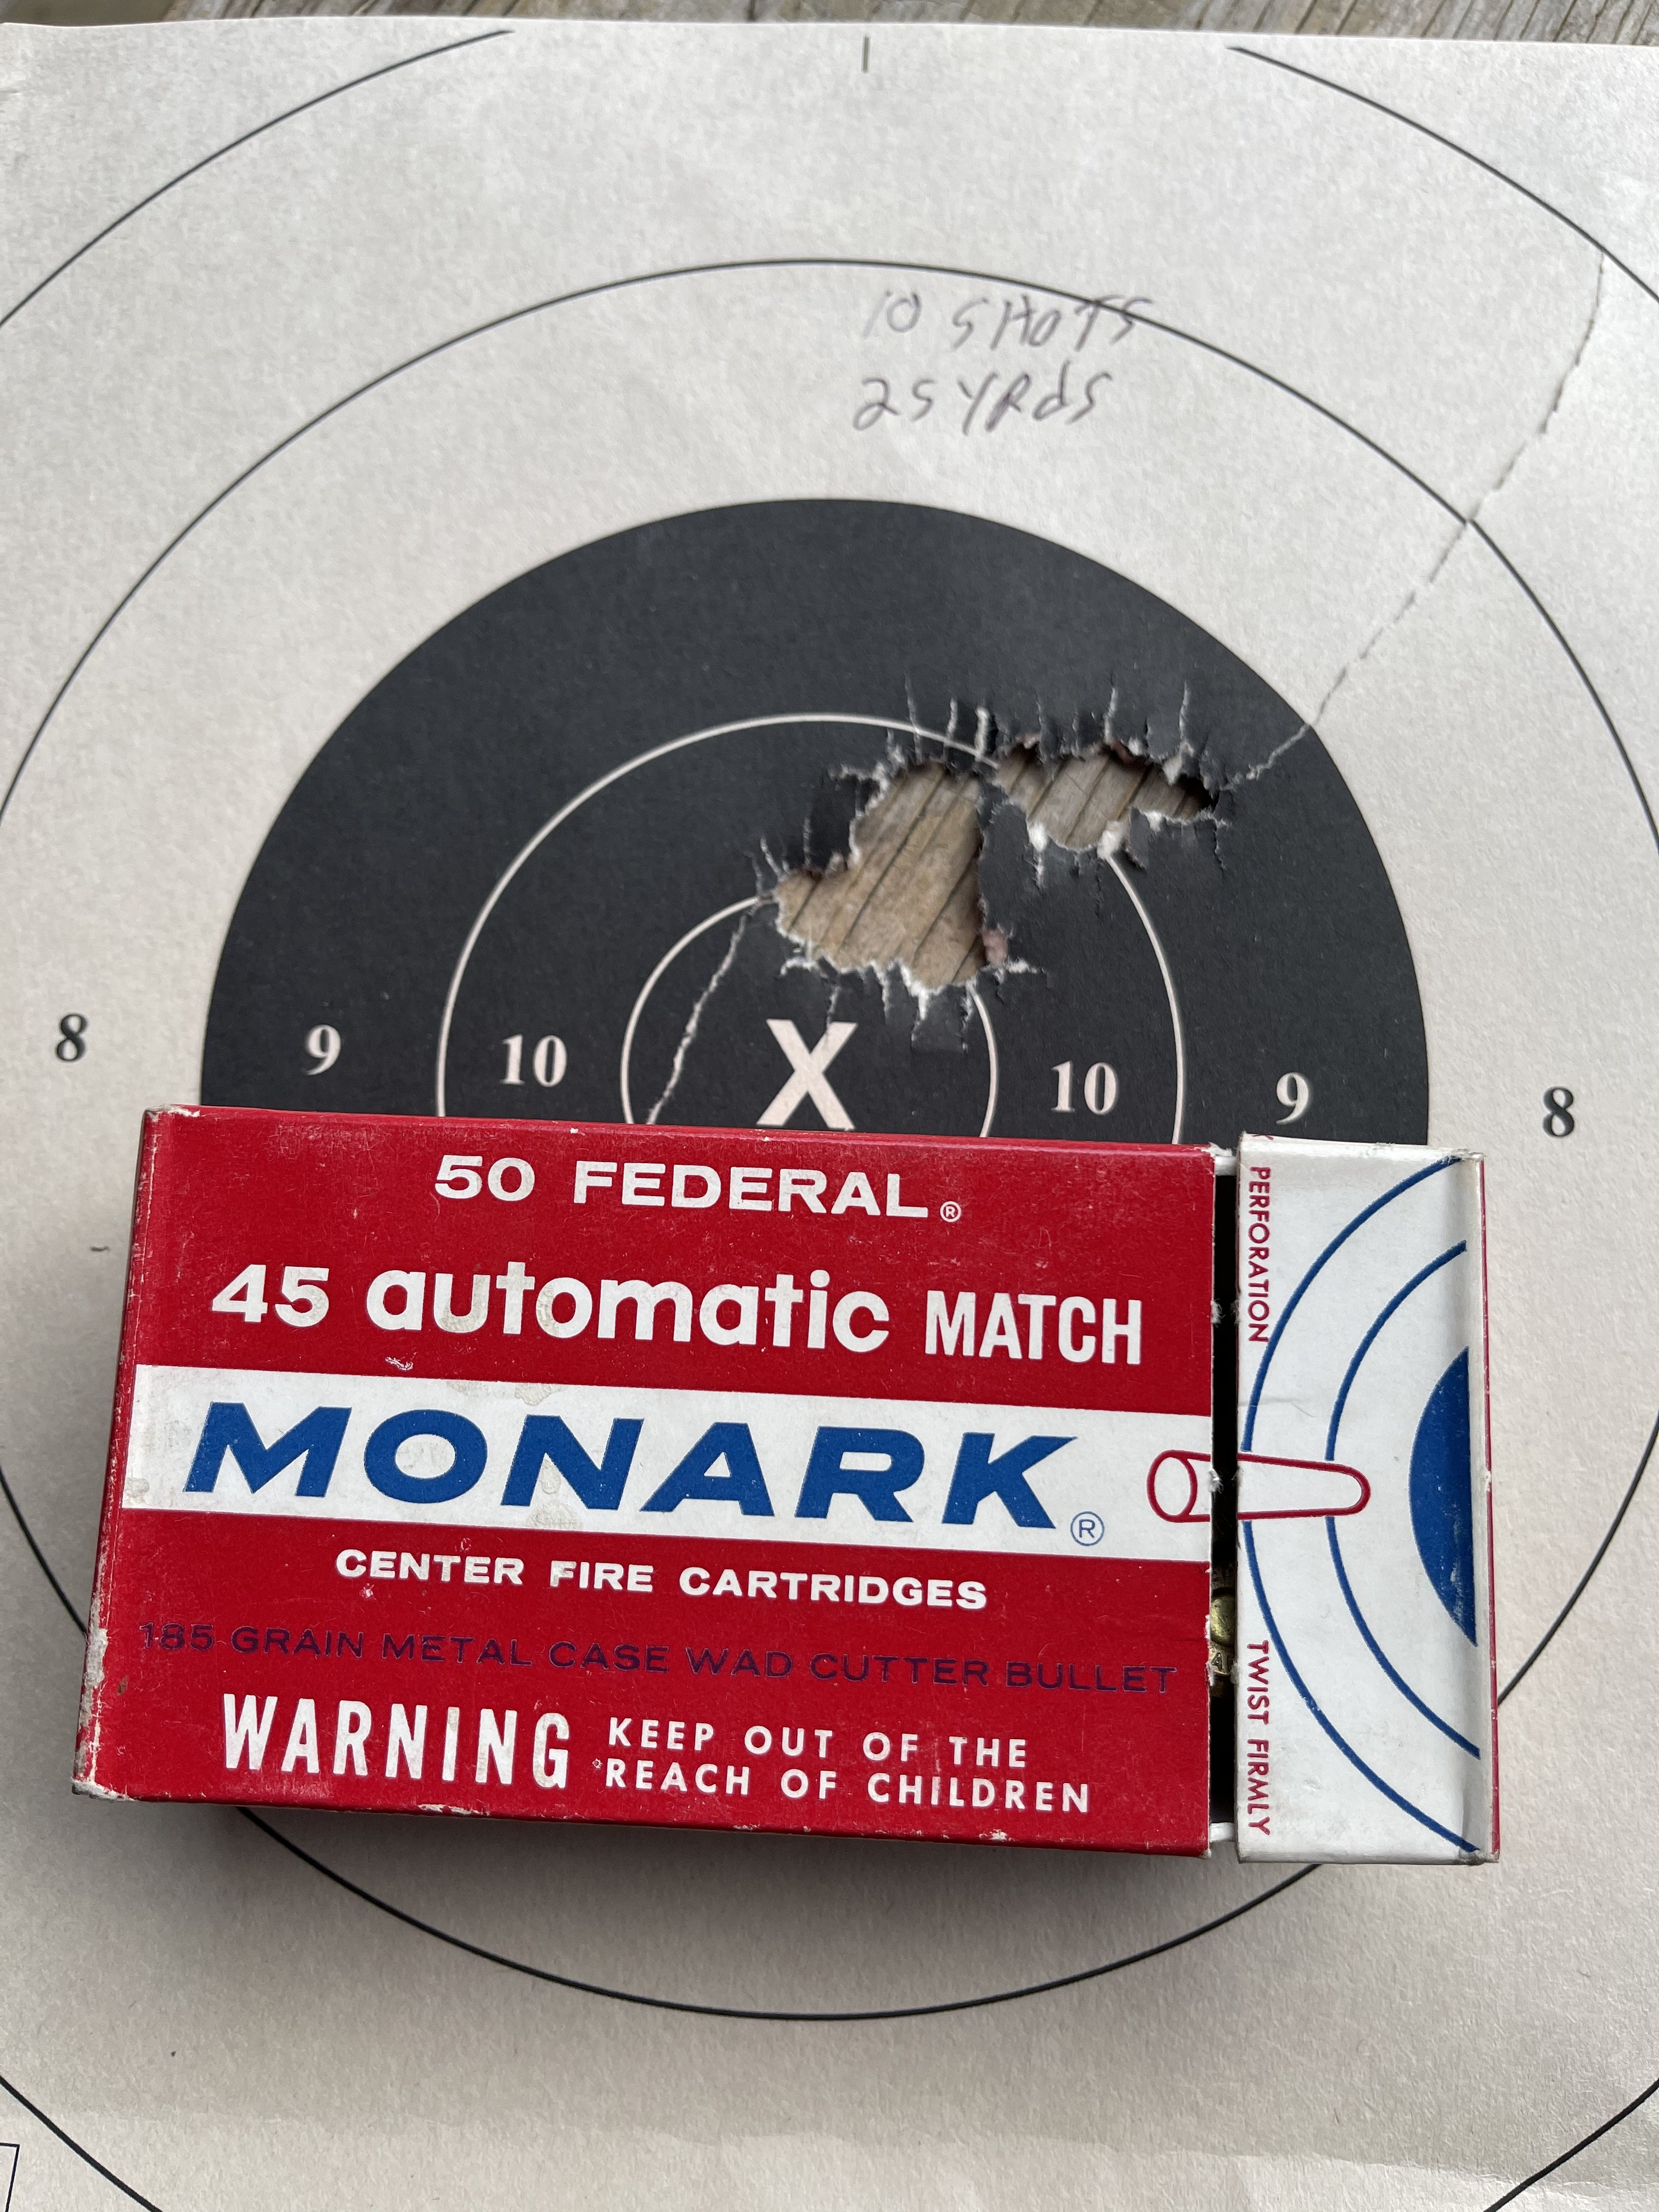 10 SHOTS
25 YRdS
8 9 10 X 10 9 8
50 FEDERAL®
45 automatic MATCH
MONARK®
CENTER FIRE CARTRIDGES
185 GRAIN METAL CASE WAD CUTTER BULLET
WARNING KEEP OUT OF THE
REACH OF CHILDREN
PERFORATION
TWIST FIRMLY